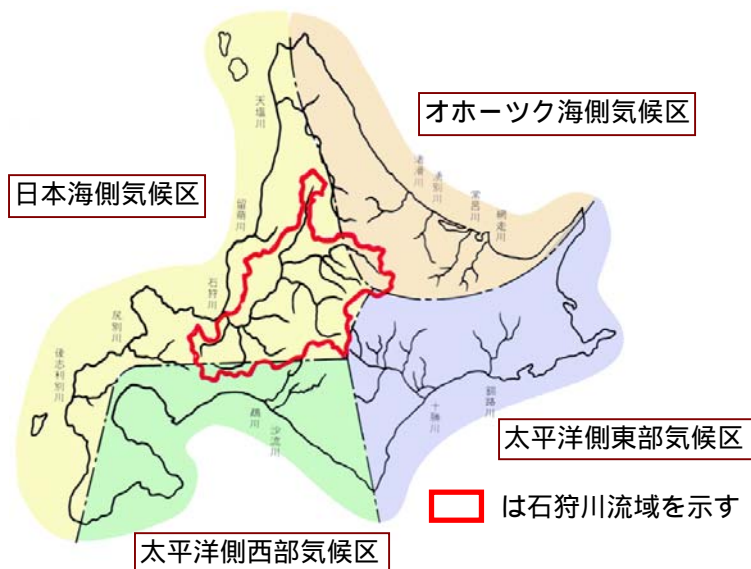 オホーツク海側気候区
日本海側気候区
太平洋側東部気候区
太平洋側西部気候区
は石狩川流域を示す
天塩川
留萌川
石狩川
尻別川
後志利別川
渚滑川
湧別川
常呂川
網走川
鵡川
沙流川
十勝川
釧路川